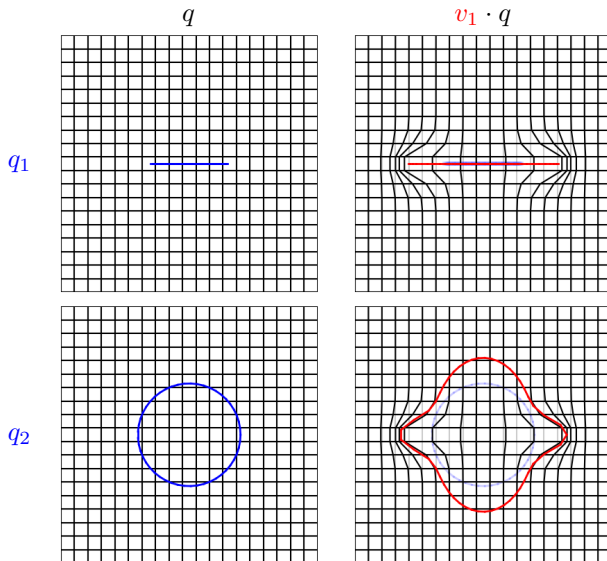 q v₁ · q
q₁
q₂